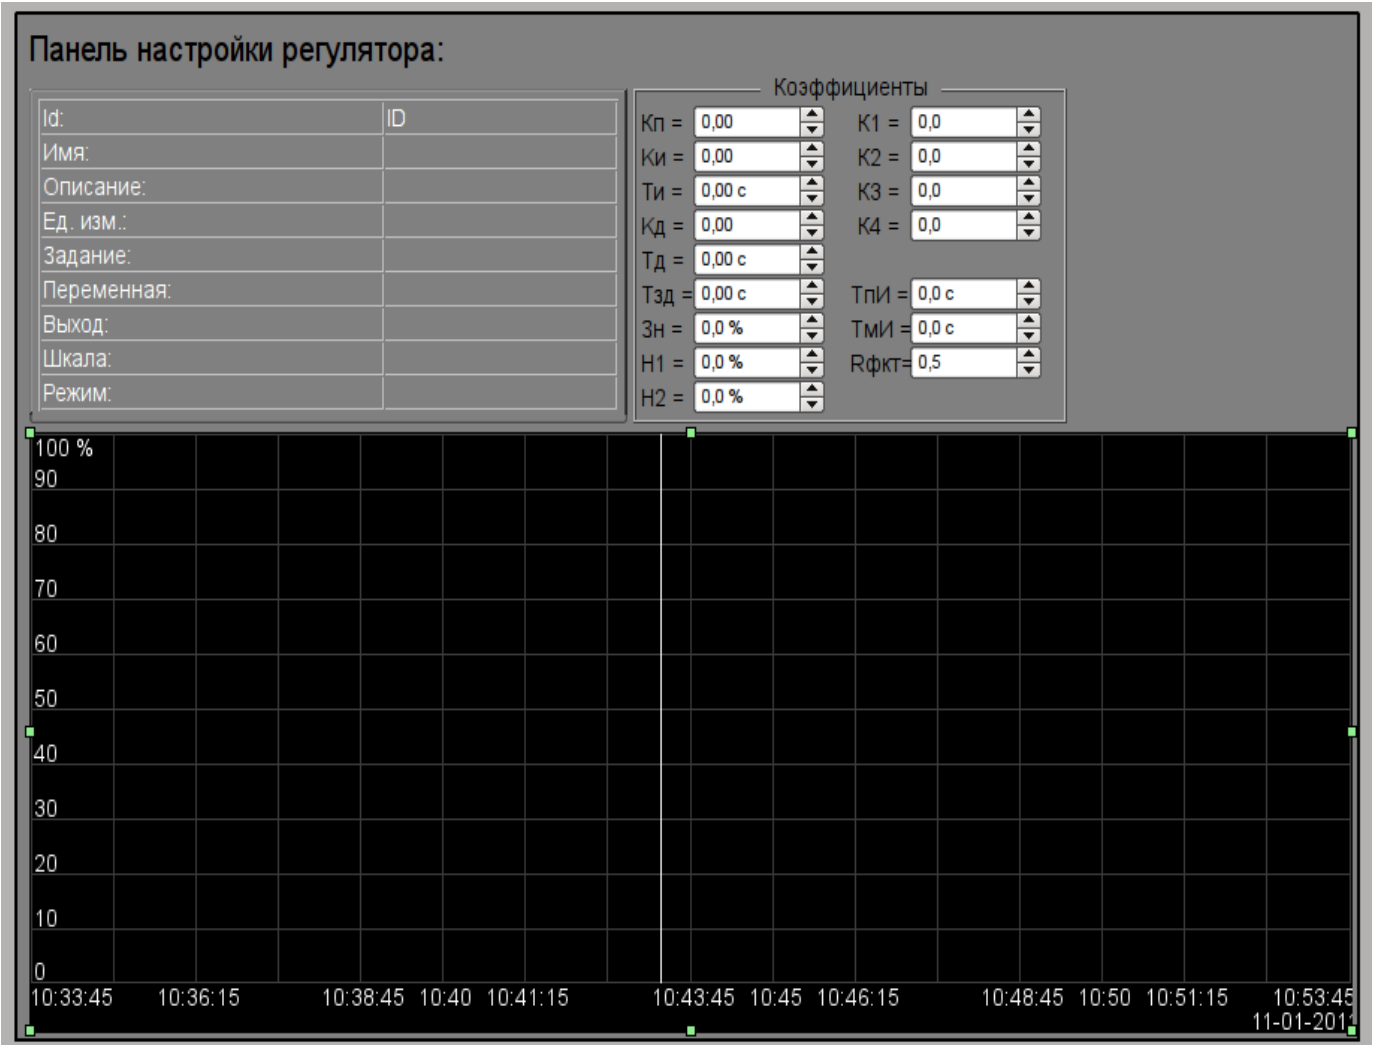 Панель настройки регулятора:
Id: ID
Имя:
Описание:
Ед. изм.:
Задание:
Переменная:
Выход:
Шкала:
Режим:
Коэффициенты
Кп = 0,00 К1 = 0,0
Ки = 0,00 К2 = 0,0
Ти = 0,00 с К3 = 0,0
Кд = 0,00 К4 = 0,0
Тд = 0,00 с
Тзд = 0,00 с ТпИ = 0,0 с
Зн = 0,0 % ТмИ = 0,0 с
Н1 = 0,0 % Rфкт= 0,5
Н2 = 0,0 %
100 %
90
80
70
60
50
40
30
20
10
0
10:33:45 10:36:15 10:38:45 10:40 10:41:15 10:43:45 10:45 10:46:15 10:48:45 10:50 10:51:15 10:53:45